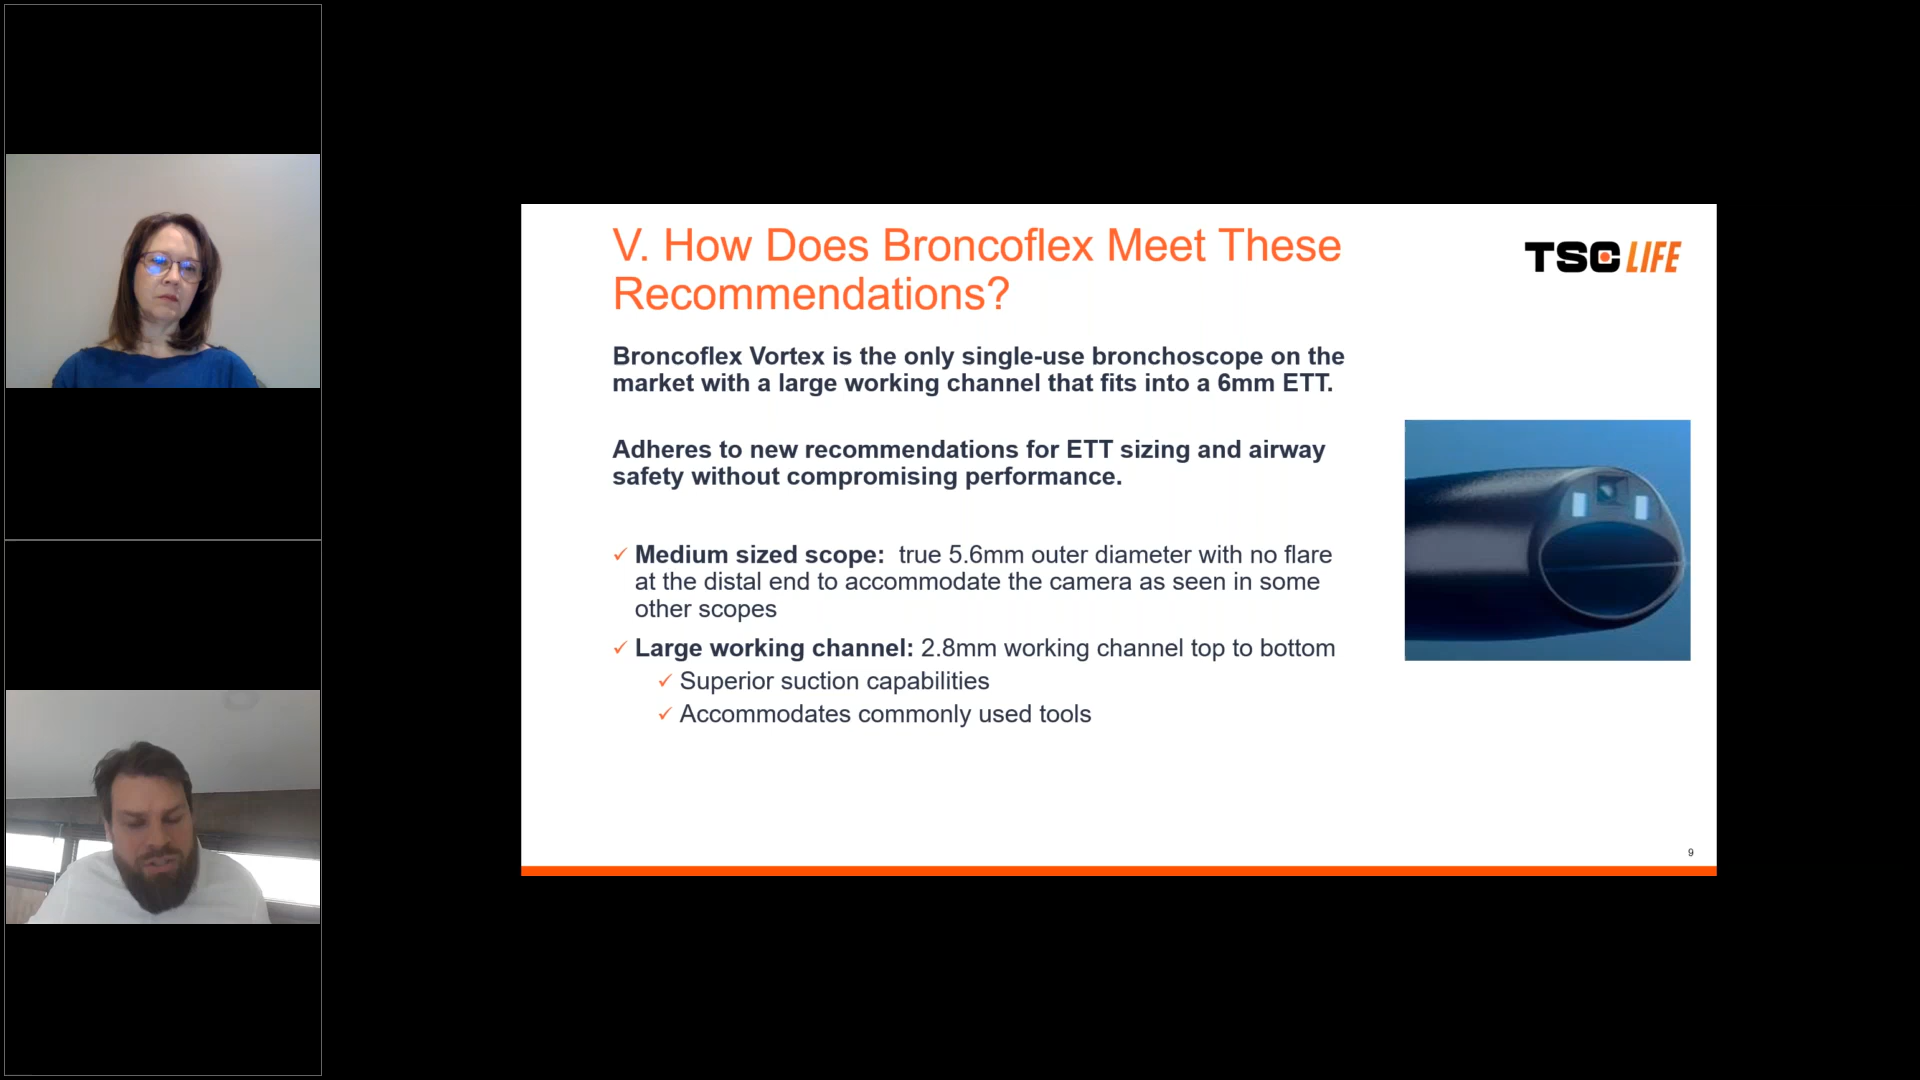 V. How Does Broncoflex Meet These
Recommendations?
TSC LIFE
Broncoflex Vortex is the only single-use bronchoscope on the
market with a large working channel that fits into a 6mm ETT.
Adheres to new recommendations for ETT sizing and airway
safety without compromising performance.
✓ Medium sized scope: true 5.6mm outer diameter with no flare
at the distal end to accommodate the camera as seen in some
other scopes
✓ Large working channel: 2.8mm working channel top to bottom
✓ Superior suction capabilities
✓ Accommodates commonly used tools
9